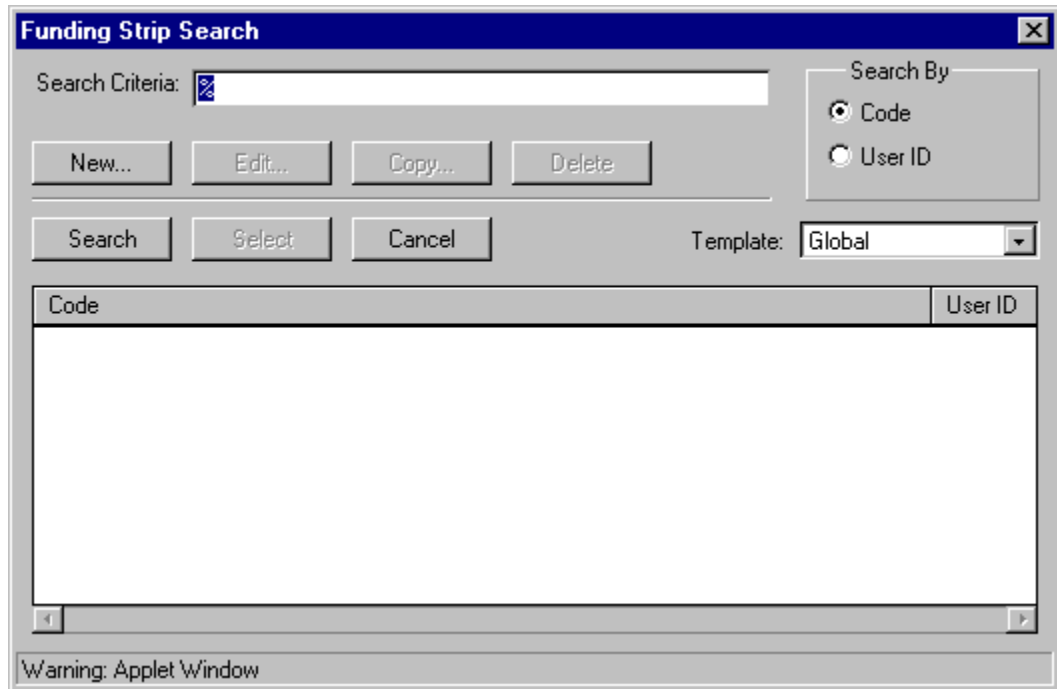 Funding Strip Search
Search Criteria: %
Search By
Code
User ID
New... Edit... Copy... Delete
Search Select Cancel Template: Global
Code User ID
Warning: Applet Window